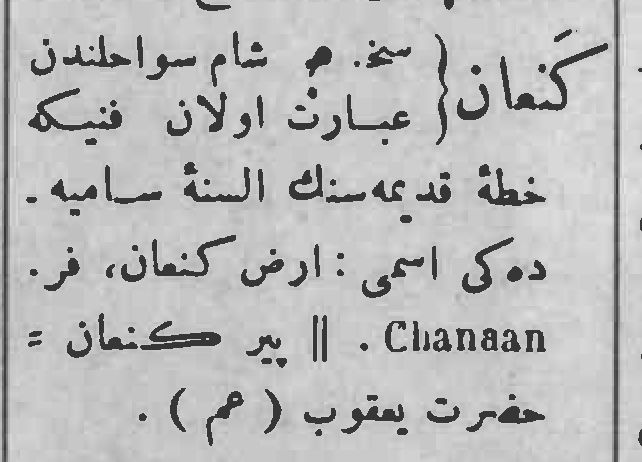 كَنعان{ سخ. م شام سواحلندن
عبارت اولان فنيكه
خطهٔ قديمه‌سنك السنهٔ ساميه ـ
ده‌كى اسمى : ارض كنعان، فر.
Chanaan . || پير كنعان =
حضرت يعقوب ( عم ) .